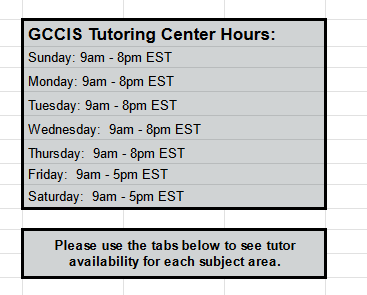 GCCIS Tutoring Center Hours:
Sunday: 9am - 8pm EST
Monday: 9am - 8pm EST
Tuesday: 9am - 8pm EST
Wednesday:  9am - 8pm EST
Thursday:  9am - 8pm EST
Friday:  9am - 5pm EST
Saturday:  9am - 5pm EST
Please use the tabs below to see tutor
availability for each subject area.